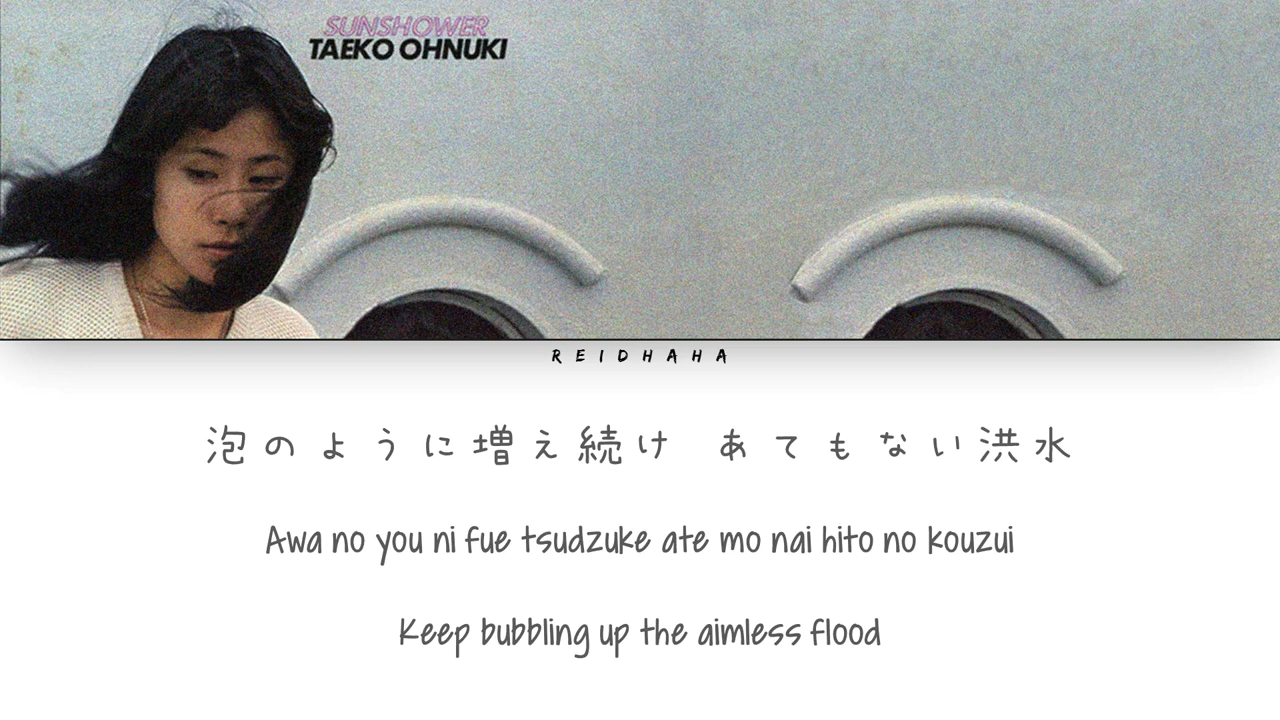 SUNSHOWER
TAEKO OHNUKI
REIDHAHA
泡のように増え続け あてもない洪水
Awa no you ni fue tsudzuke ate mo nai hito no kouzui
Keep bubbling up the aimless flood